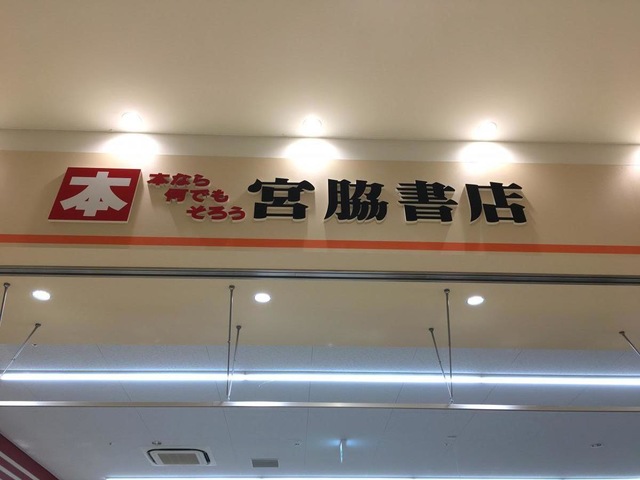 本
本なら
何でも
そろう
宮脇書店